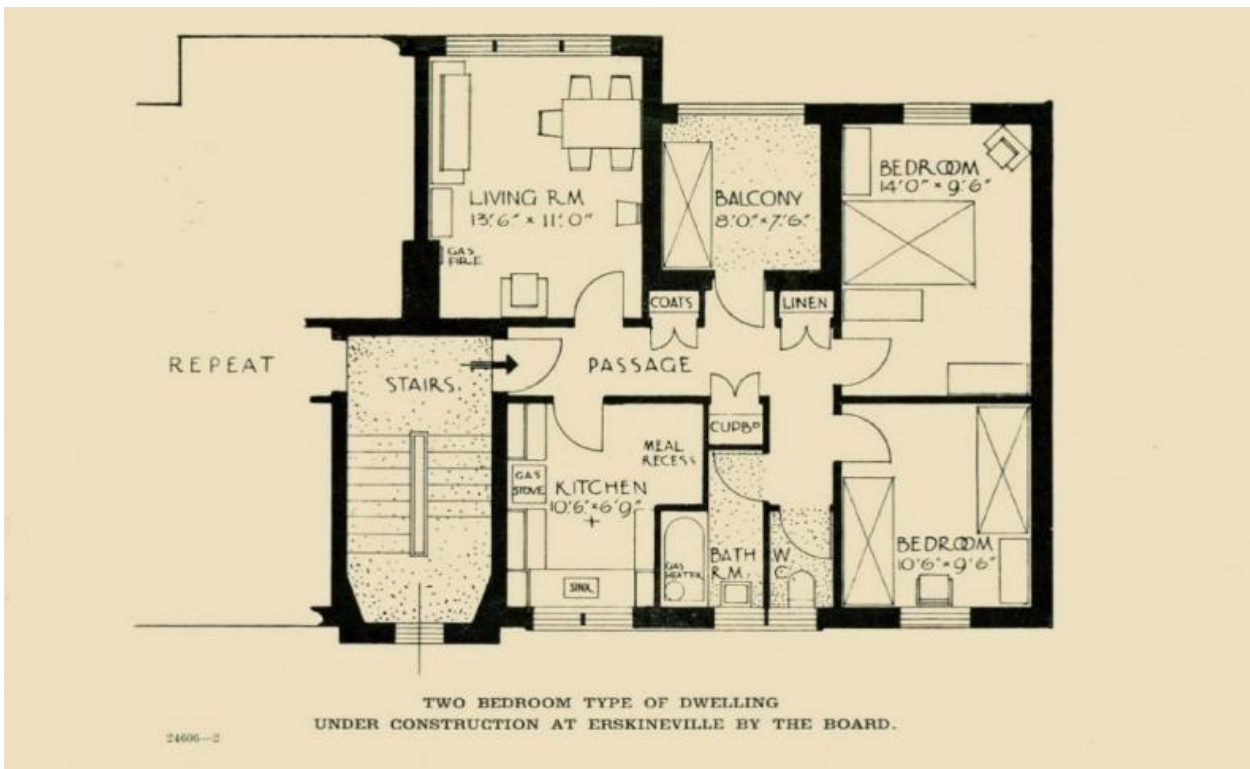 LIVING RM
13'.6" × 11'.0"
GAS
FIRE
BALCONY
8'.0" × 7'.6"
BEDROOM
14'0" × 9'.6"
COATS
LINEN
REPEAT
STAIRS.
PASSAGE
CUPBD
MEAL
RECESS
GAS
STOVE
KITCHEN
10'.6" × 6'9"
SINK
GAS
HEATER
BATH
RM.
W.
C.
BEDROOM
10'6" × 9'6"
TWO BEDROOM TYPE OF DWELLING
UNDER CONSTRUCTION AT ERSKINEVILLE BY THE BOARD.
24606—2